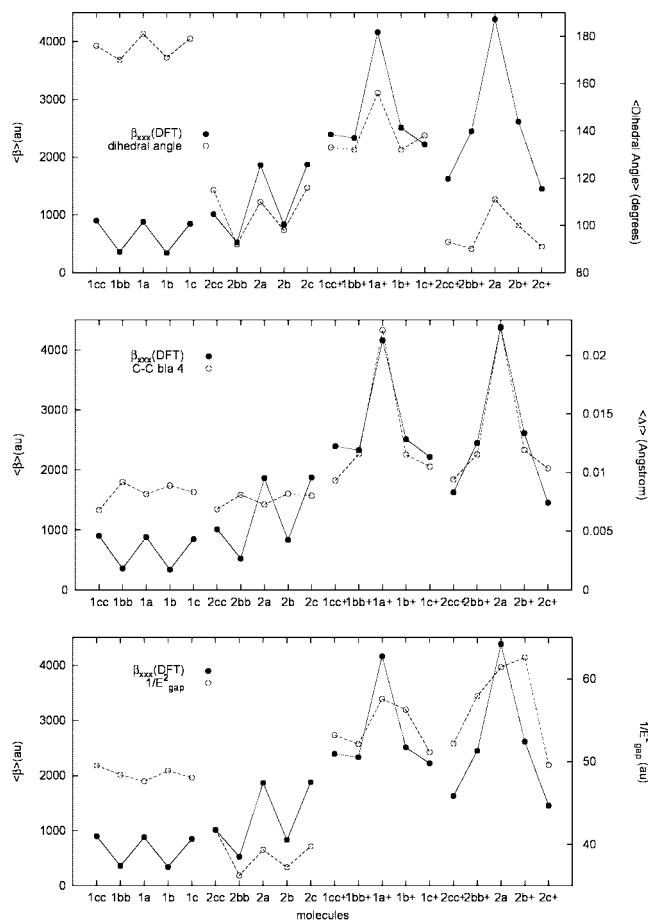 4000
3000
2000
1000
0
<β>(au)
β_xxx(DFT)
dihedral angle
180
160
140
120
100
80
<Dihedral Angle> (degrees)
1cc 1bb 1a 1b 1c 2cc 2bb 2a 2b 2c 1cc+ 1bb+ 1a+ 1b+ 1c+ 2cc+ 2bb+ 2a 2b+ 2c+
4000
3000
2000
1000
0
<β>(au)
β_xxx(DFT)
C-C bla 4
0.02
0.015
0.01
0.005
0
<Δr> (Angstrom)
1cc 1bb 1a 1b 1c 2cc 2bb 2a 2b 2c 1cc+ 1bb+ 1a+ 1b+ 1c+ 2cc+ 2bb+ 2a 2b+ 2c+
4000
3000
2000
1000
0
<β>(au)
β_xxx(DFT)
1/E²_gap
60
50
40
1/E²_gap (au)
1cc 1bb 1a 1b 1c 2cc 2bb 2a 2b 2c 1cc+ 1bb+ 1a+ 1b+ 1c+ 2cc+ 2bb+ 2a 2b+ 2c+
molecules